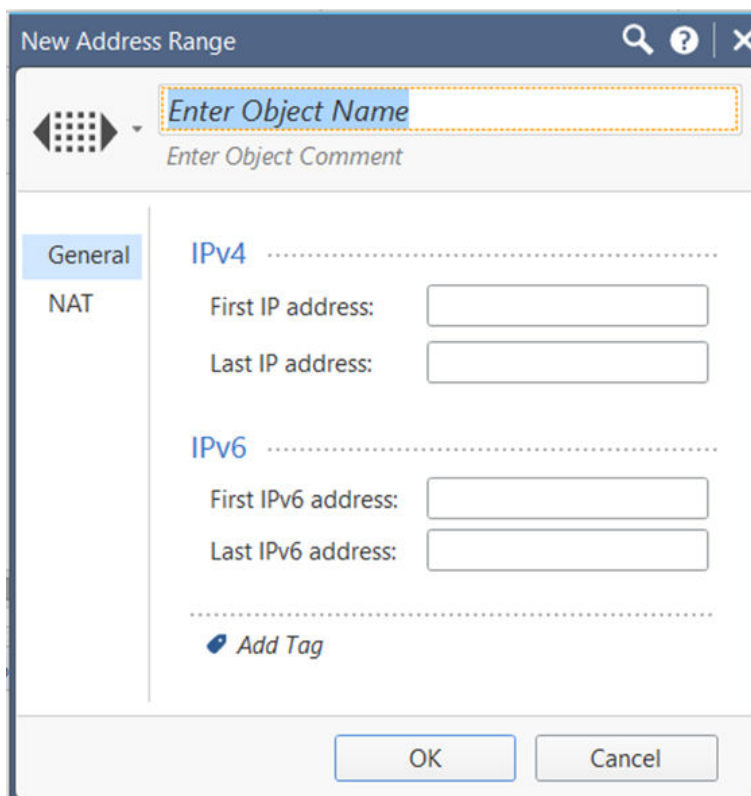 New Address Range
Enter Object Name
Enter Object Comment
General
NAT
IPv4
First IP address:
Last IP address:
IPv6
First IPv6 address:
Last IPv6 address:
Add Tag
OK
Cancel